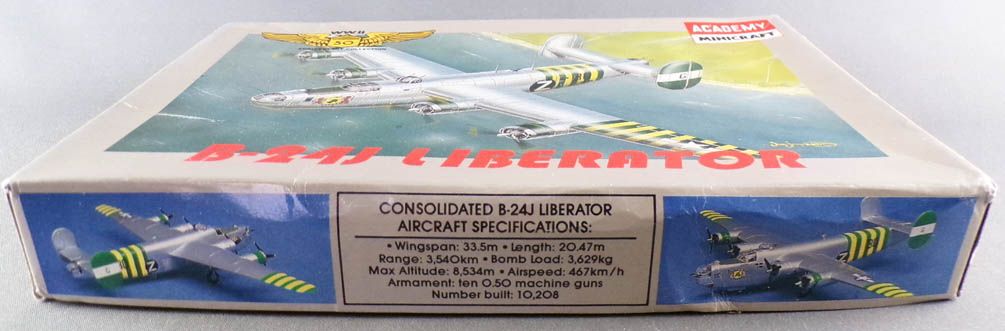 WWII
50
ACADEMY
MINICRAFT
B-24J LIBERATOR
CONSOLIDATED B-24J LIBERATOR
AIRCRAFT SPECIFICATIONS:
• Wingspan: 33.5m • Length: 20.47m
Range: 3,540km • Bomb Load: 3,629kg
Max Altitude: 8,534m • Airspeed: 467km/h
Armament: ten 0.50 machine guns
Number built: 10,208
Z
G
Z
Z